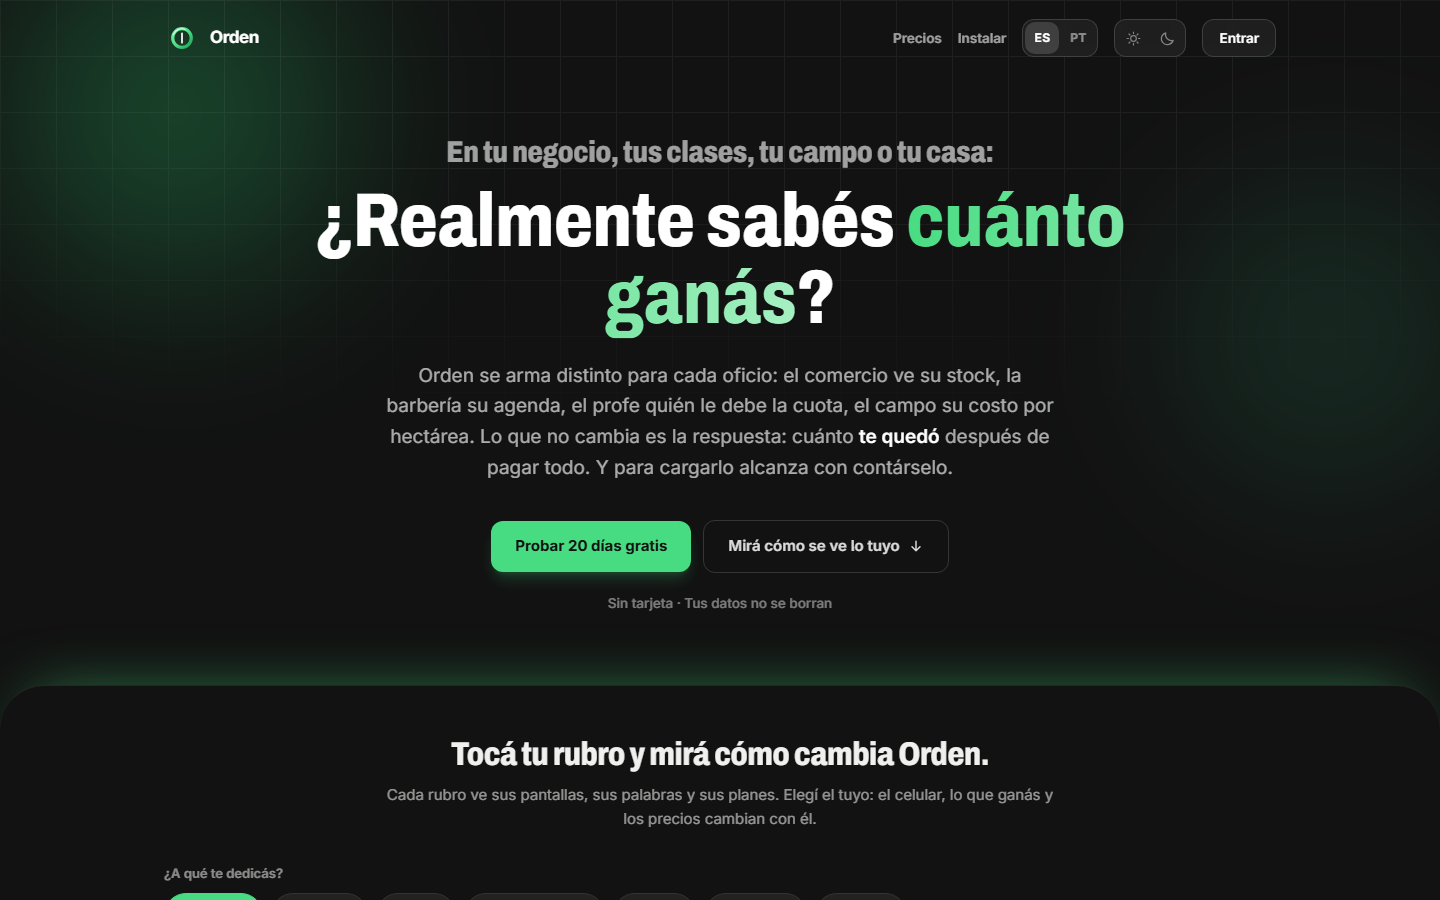 Orden
Precios
Instalar
ES
PT
Entrar
En tu negocio, tus clases, tu campo o tu casa:
¿Realmente sabés cuánto
ganás?
Orden se arma distinto para cada oficio: el comercio ve su stock, la
barbería su agenda, el profe quién le debe la cuota, el campo su costo por
hectárea. Lo que no cambia es la respuesta: cuánto te quedó después de
pagar todo. Y para cargarlo alcanza con contárselo.
Probar 20 días gratis
Mirá cómo se ve lo tuyo ↓
Sin tarjeta · Tus datos no se borran
Tocá tu rubro y mirá cómo cambia Orden.
Cada rubro ve sus pantallas, sus palabras y sus planes. Elegí el tuyo: el celular, lo que ganás y
los precios cambian con él.
¿A qué te dedicás?